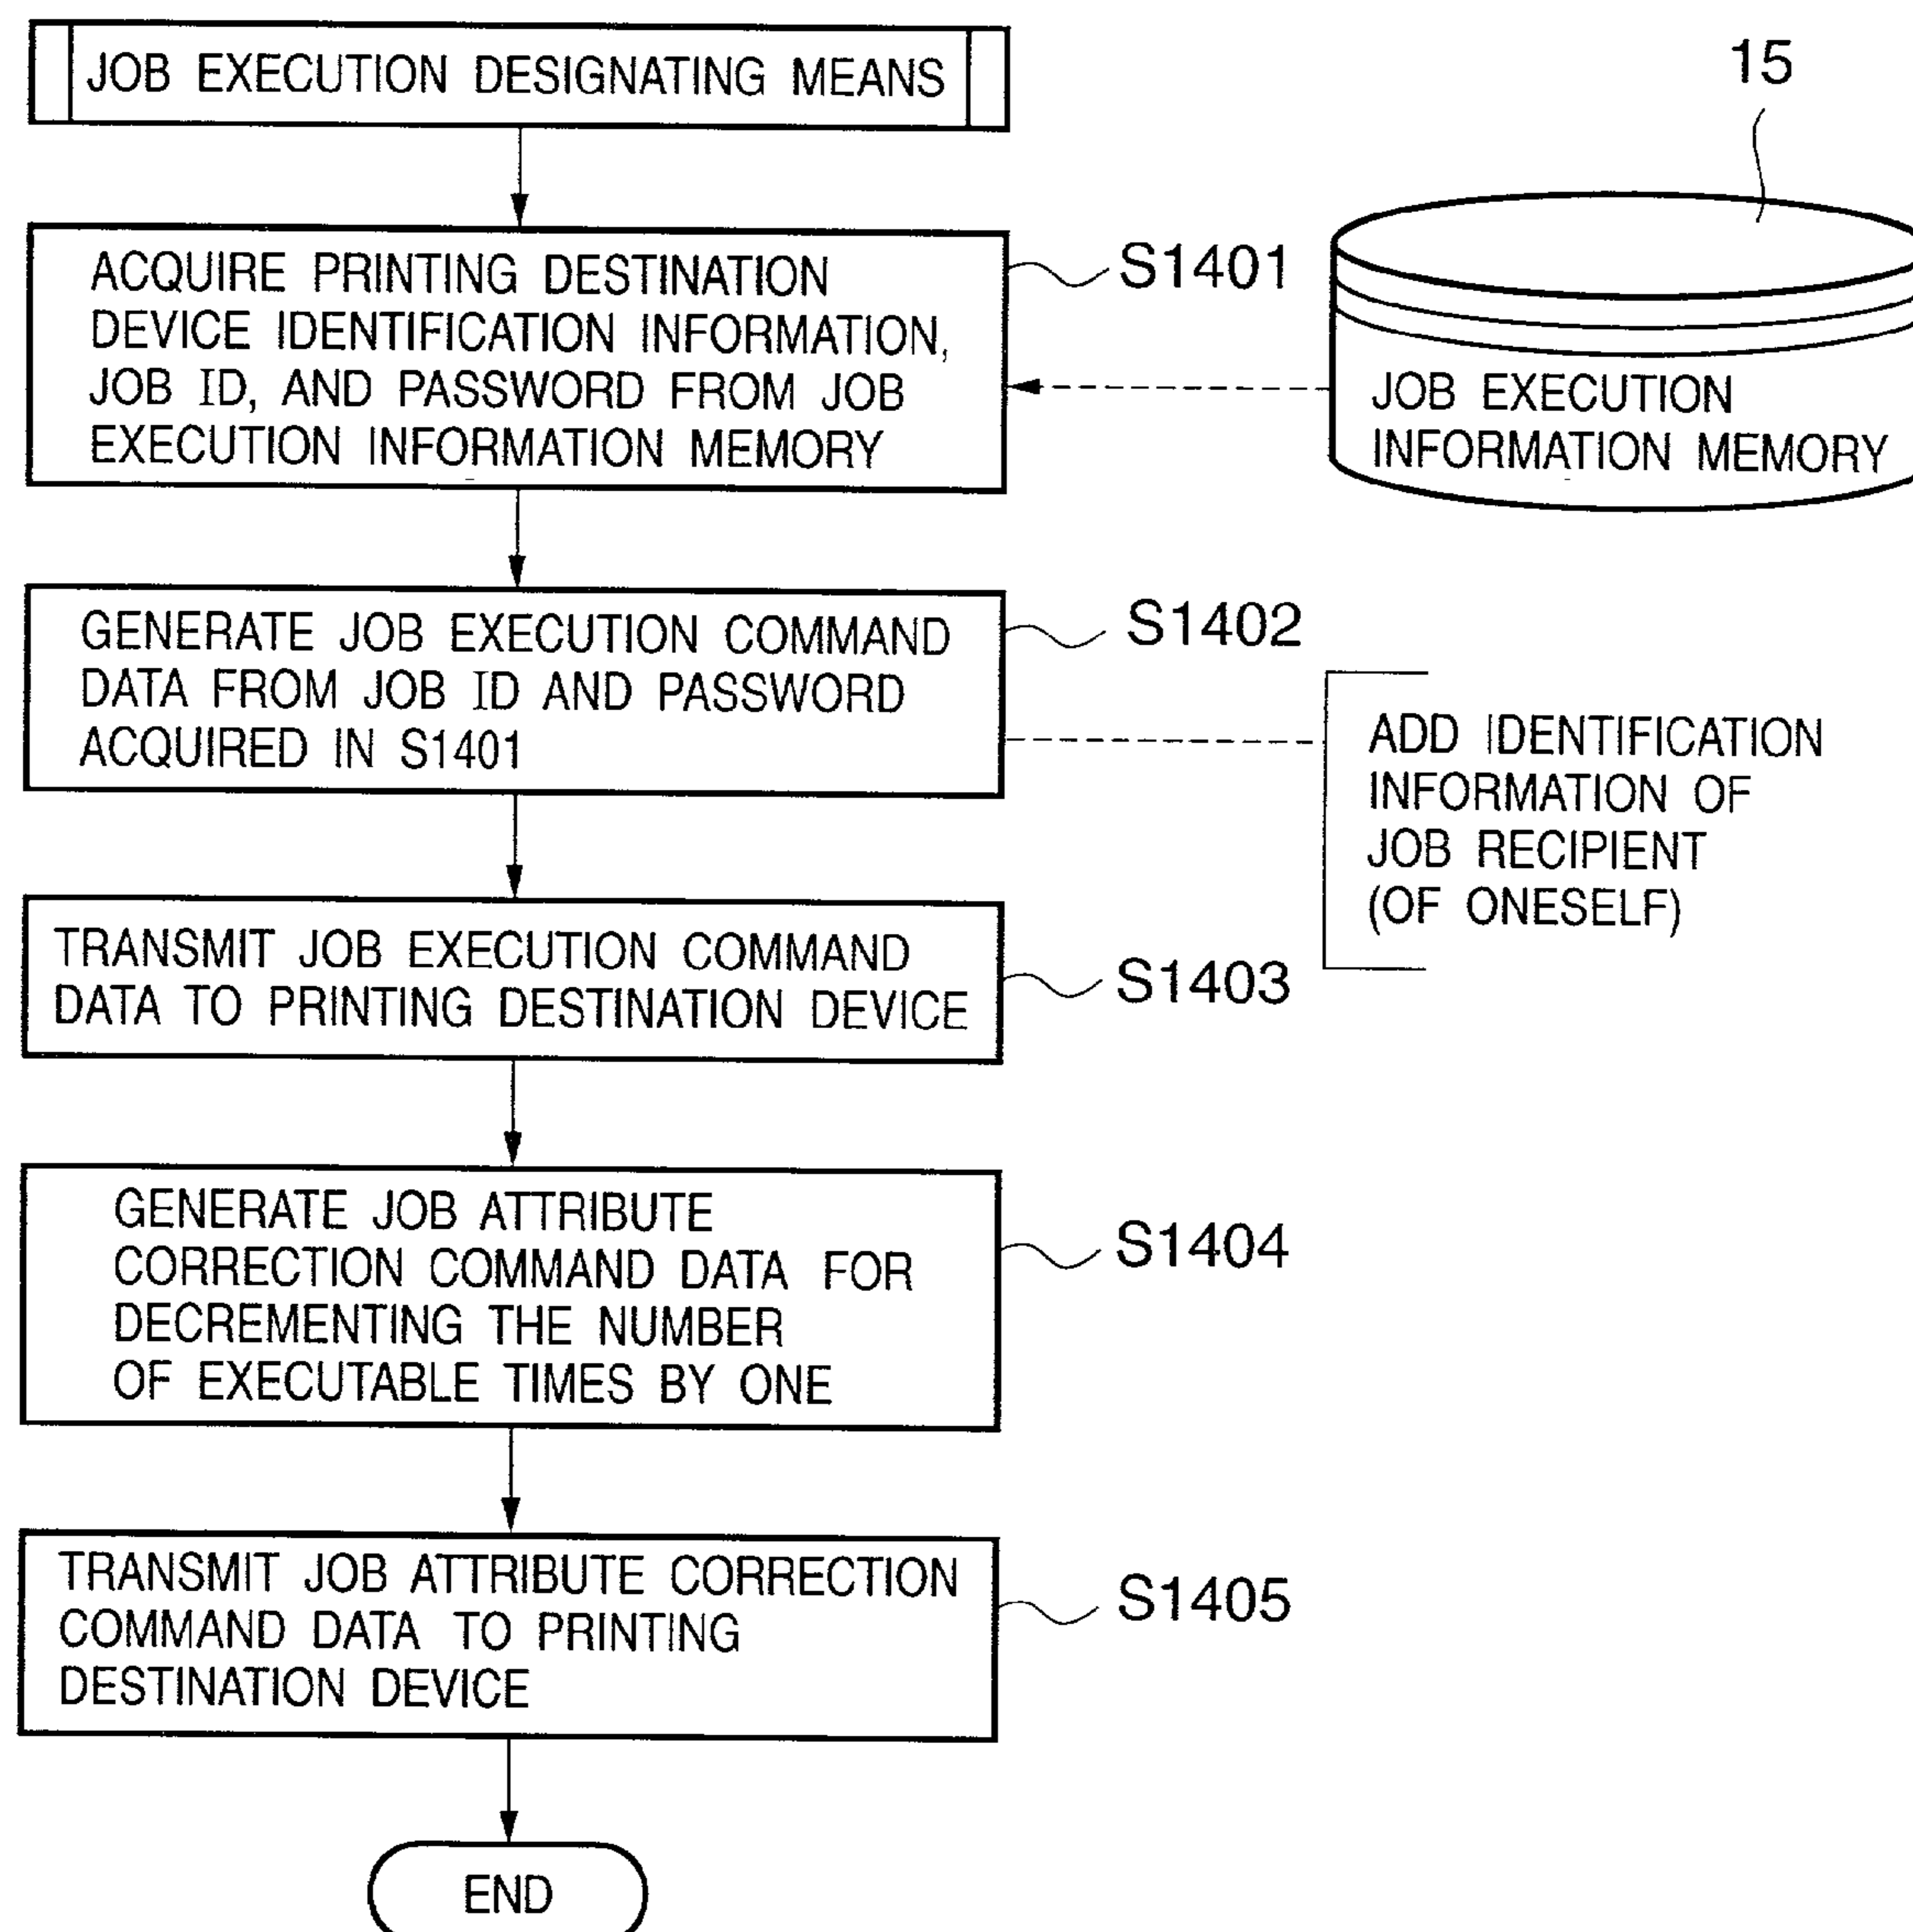 JOB EXECUTION DESIGNATING MEANS
15
ACQUIRE PRINTING DESTINATION
DEVICE IDENTIFICATION INFORMATION,
JOB ID, AND PASSWORD FROM JOB
EXECUTION INFORMATION MEMORY
S1401
JOB EXECUTION
INFORMATION MEMORY
GENERATE JOB EXECUTION COMMAND
DATA FROM JOB ID AND PASSWORD
ACQUIRED IN S1401
S1402
ADD IDENTIFICATION
INFORMATION OF
JOB RECIPIENT
(OF ONESELF)
TRANSMIT JOB EXECUTION COMMAND
DATA TO PRINTING DESTINATION DEVICE
S1403
GENERATE JOB ATTRIBUTE
CORRECTION COMMAND DATA FOR
DECREMENTING THE NUMBER
OF EXECUTABLE TIMES BY ONE
S1404
TRANSMIT JOB ATTRIBUTE CORRECTION
COMMAND DATA TO PRINTING
DESTINATION DEVICE
S1405
END